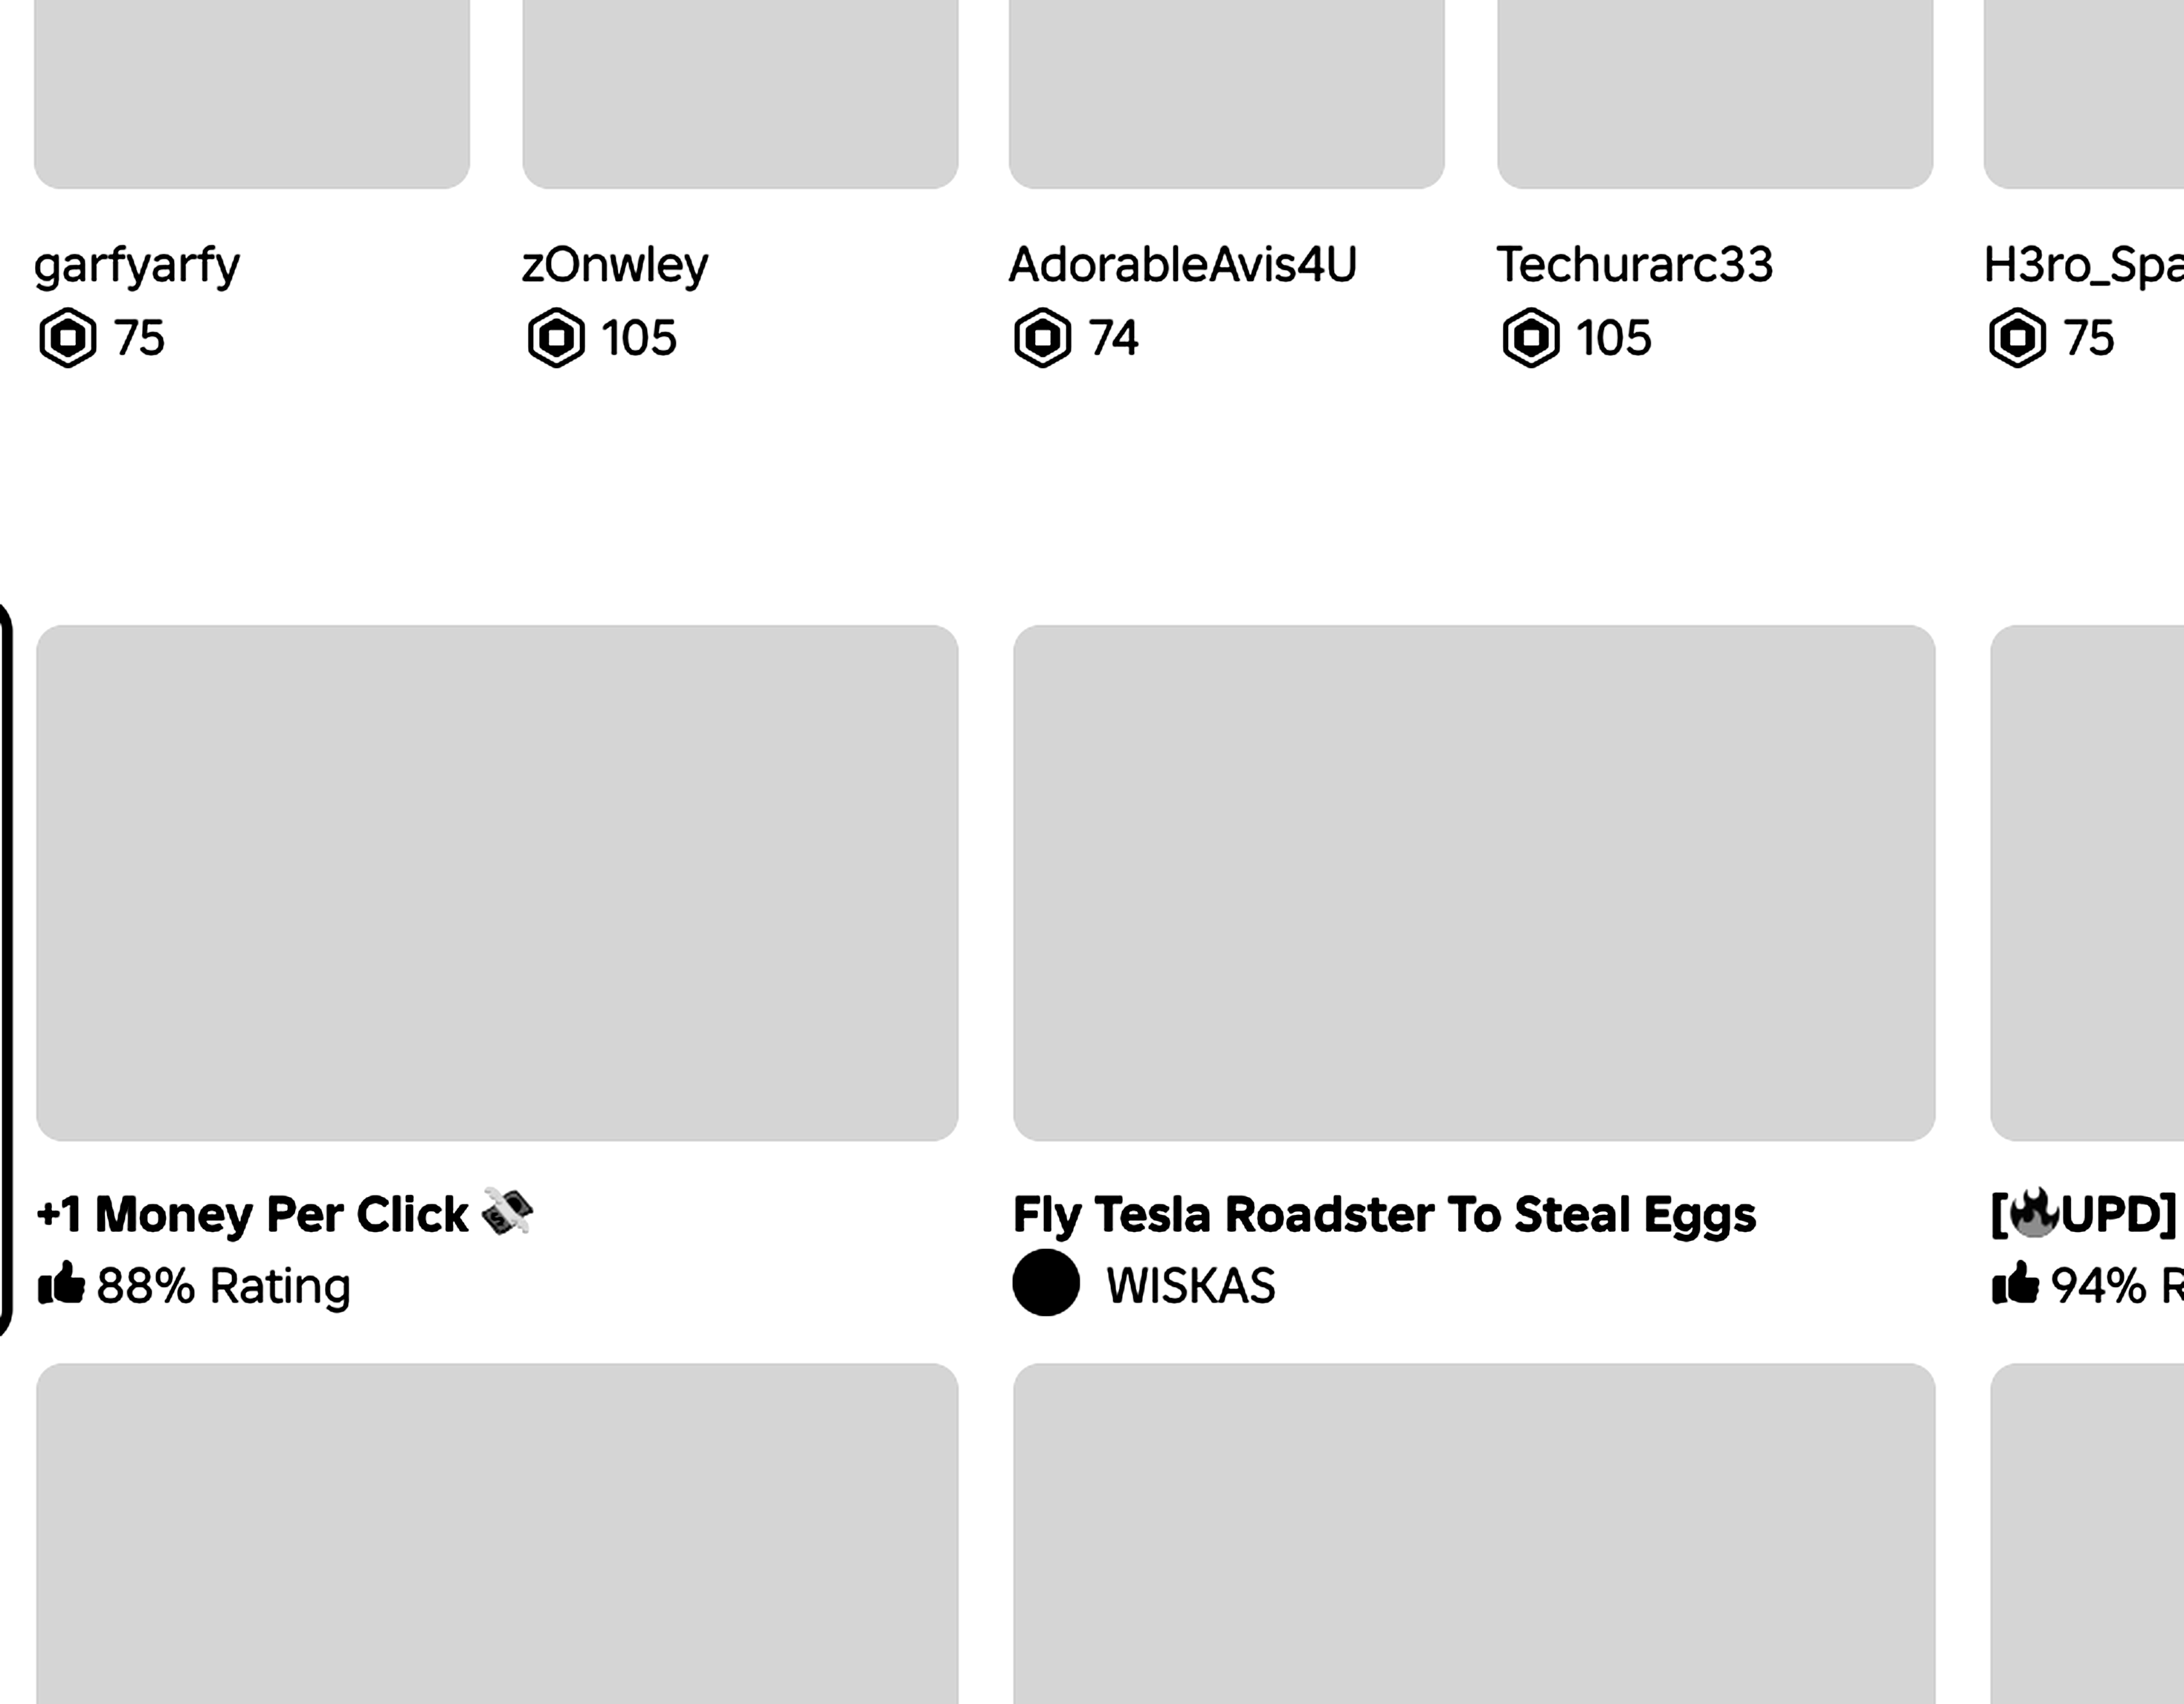 garfyarfy
zOnwley
AdorableAvis4U
Techurarc33
H3ro_Spa
75
105
74
105
75
+1 Money Per Click 💸
Fly Tesla Roadster To Steal Eggs
[🔥UPD]
88% Rating
WISKAS
94%